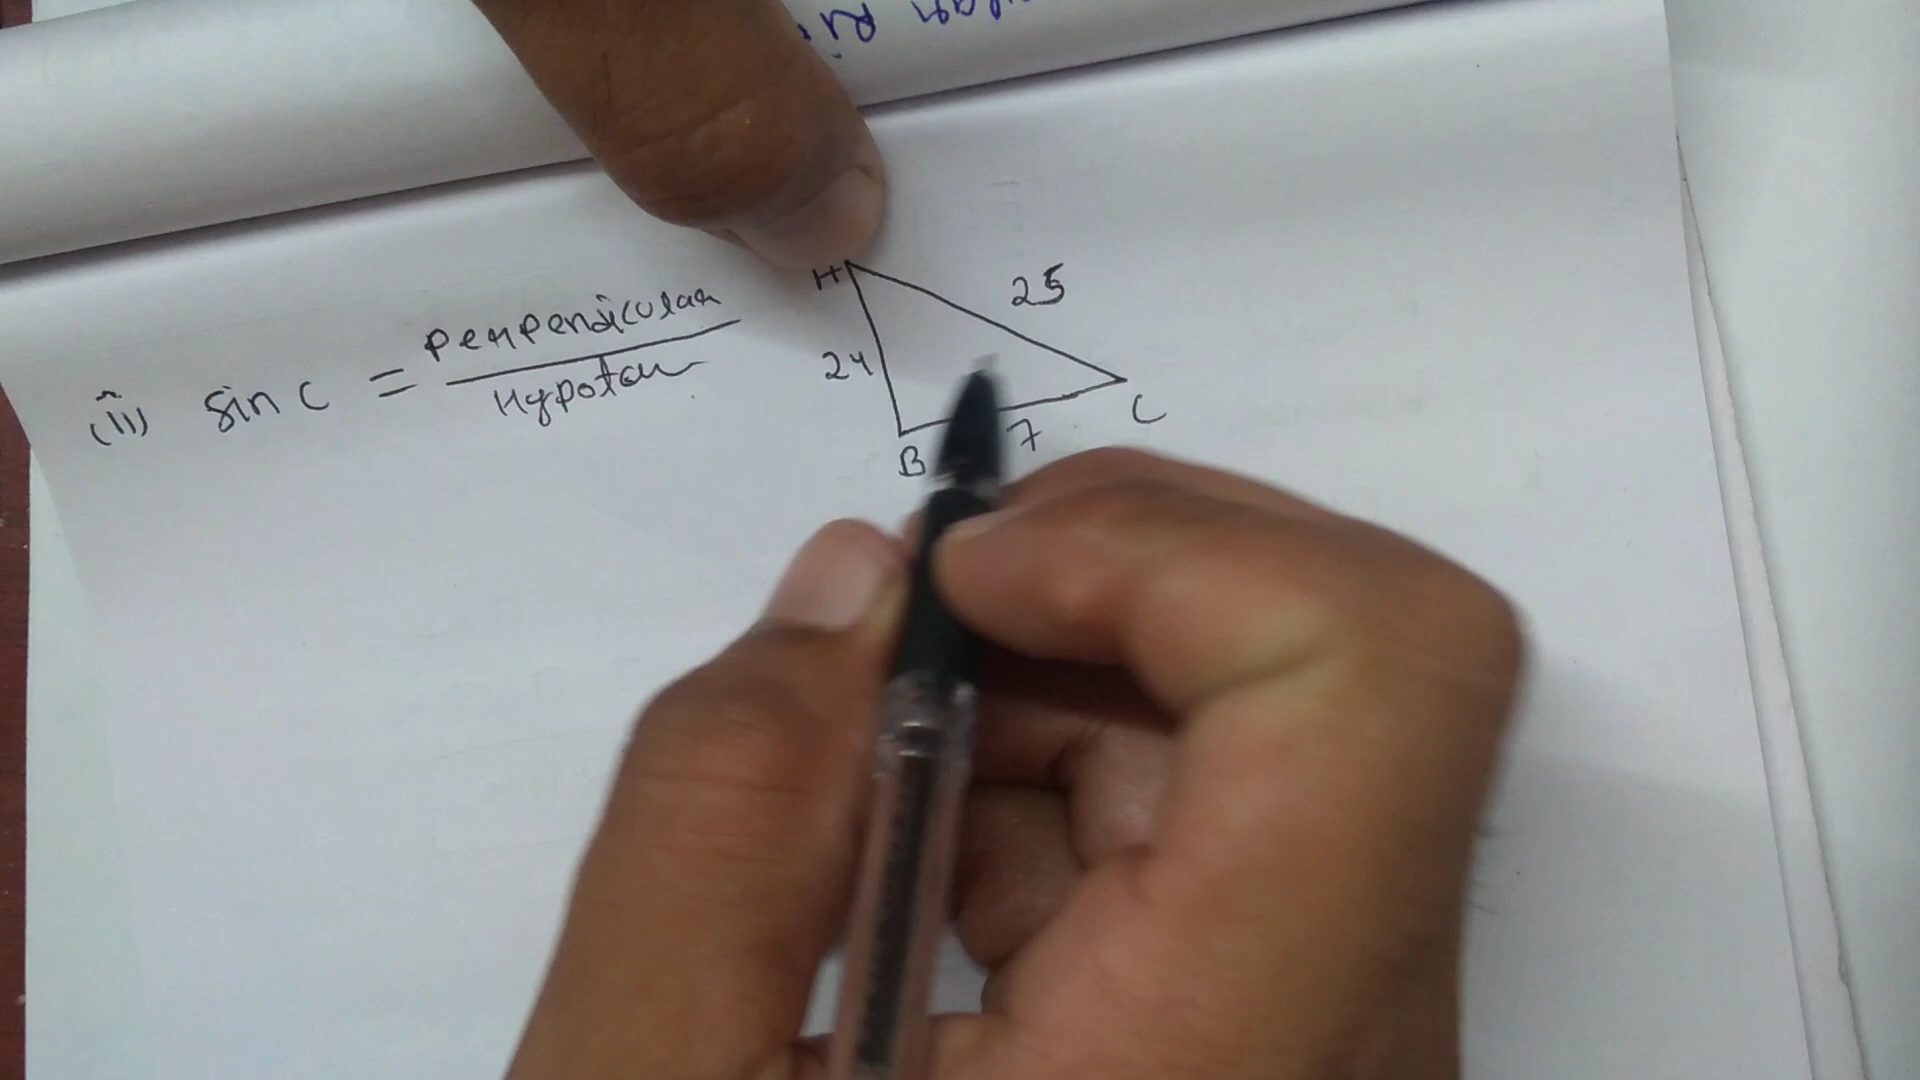 (ii) sin C = Perpendicular
Hypoten
A
25
24
B
7
C